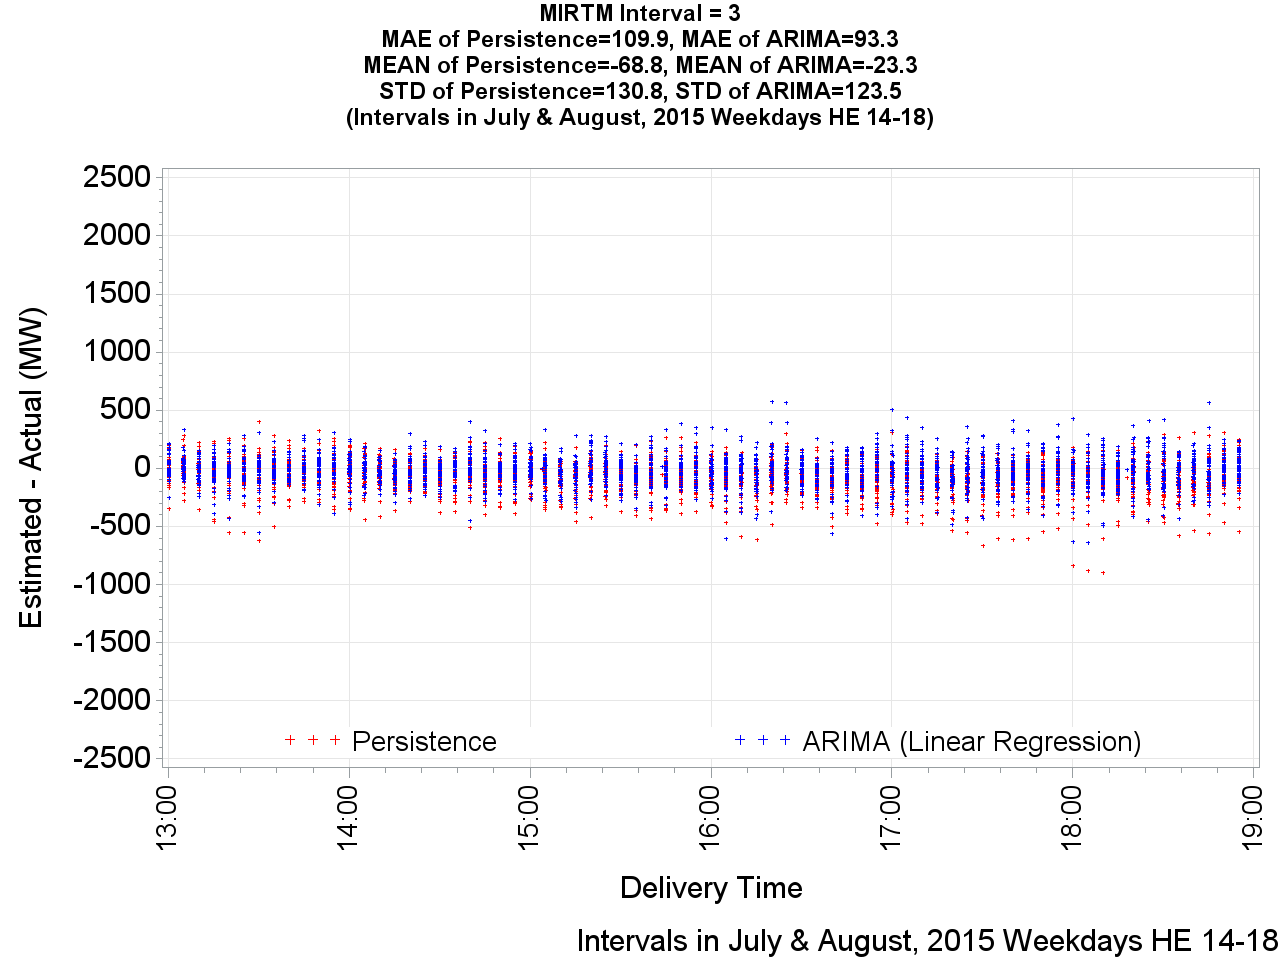 MIRTM Interval = 3
MAE of Persistence=109.9, MAE of ARIMA=93.3
MEAN of Persistence=-68.8, MEAN of ARIMA=-23.3
STD of Persistence=130.8, STD of ARIMA=123.5
(Intervals in July & August, 2015 Weekdays HE 14-18)
Estimated - Actual (MW)
2500
2000
1500
1000
500
0
-500
-1000
-1500
-2000
-2500
Persistence
ARIMA (Linear Regression)
13:00
14:00
15:00
16:00
17:00
18:00
19:00
Delivery Time
Intervals in July & August, 2015 Weekdays HE 14-18